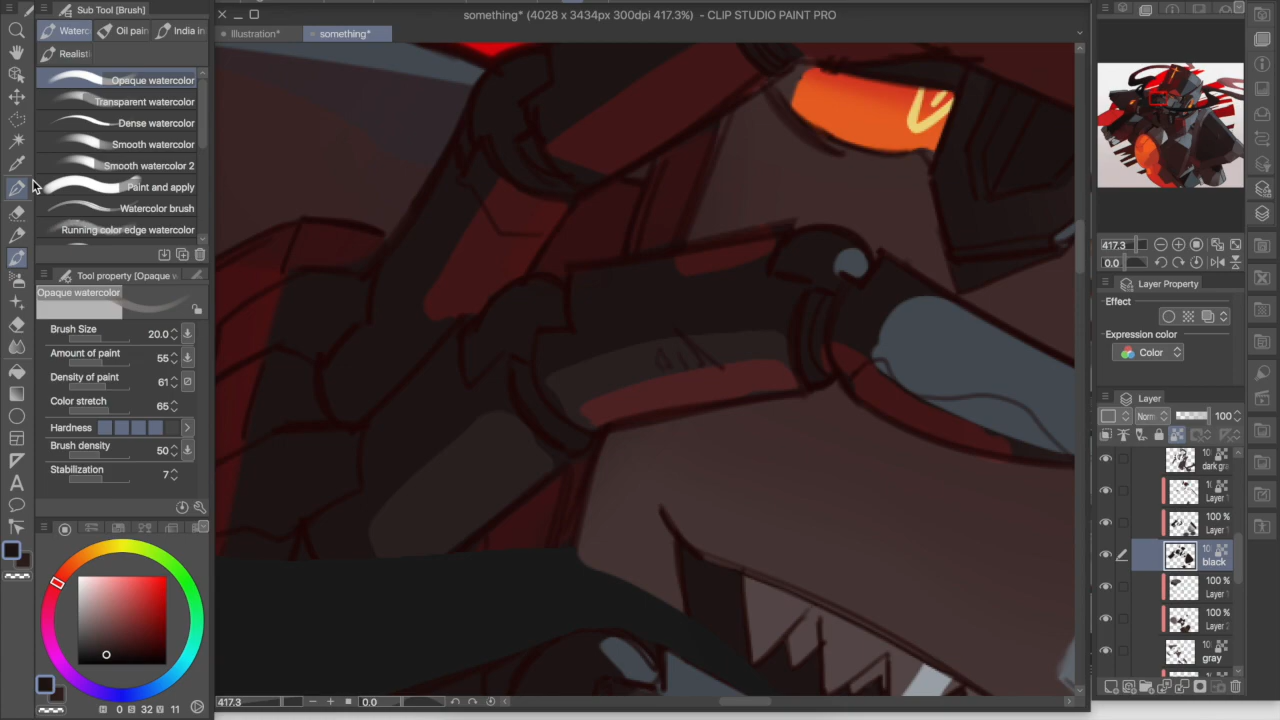 Sub Tool [Brush]
Waterc
Oil pain
India in
Realist
Opaque watercolor
Transparent watercolor
Dense watercolor
Smooth watercolor
Smooth watercolor 2
Paint and apply
Watercolor brush
Running color edge watercolor
Tool property [Opaque w
Opaque watercolor
Brush Size 20.0
Amount of paint 55
Density of paint 61
Color stretch 65
Hardness
Brush density 50
Stabilization 7
0 S 32 V 11
something* (4028 x 3434px 300dpi 417.3%) - CLIP STUDIO PAINT PRO
Illustration*
something*
417.3
0.0
417.3
0.0
Layer Property
Effect
Expression color
Color
Layer
Norm
100
10
dark gra
10
Layer
100 %
Layer
10
black
100 %
Layer
100 %
Layer
10
gray